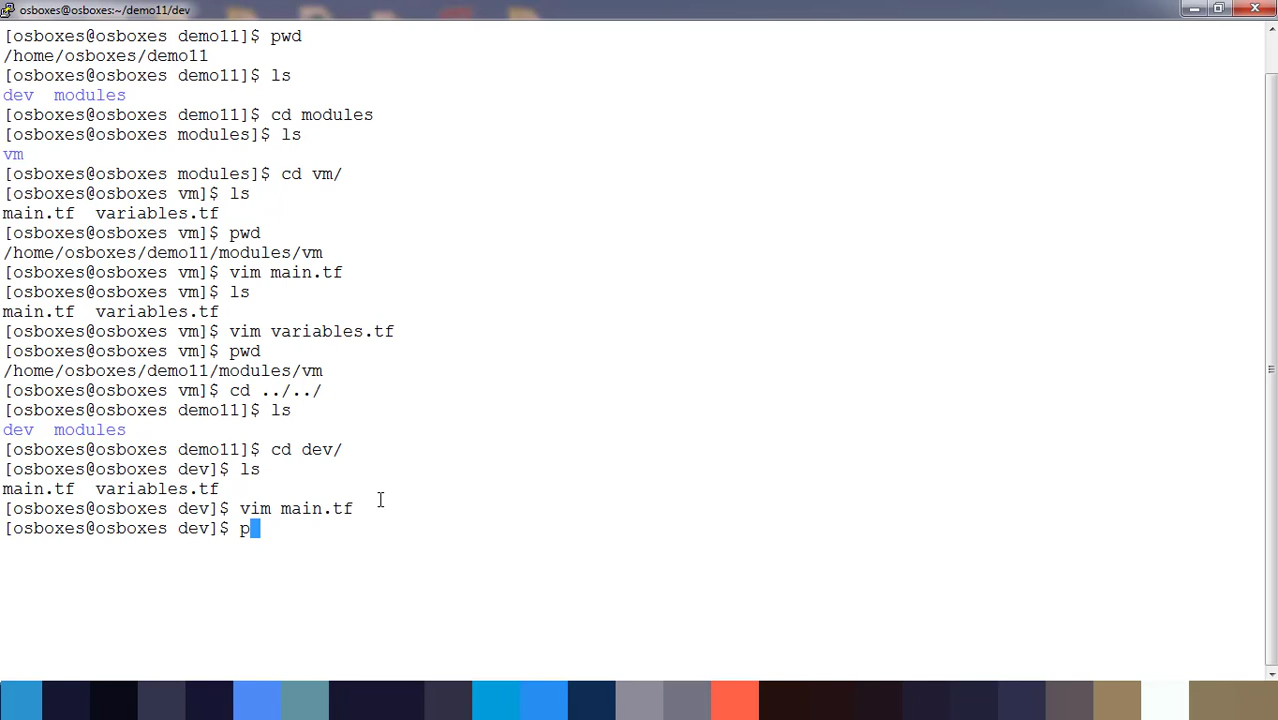 osboxes@osboxes:~/demo11/dev
[osboxes@osboxes demo11]$ pwd
/home/osboxes/demo11
[osboxes@osboxes demo11]$ ls
dev  modules
[osboxes@osboxes demo11]$ cd modules
[osboxes@osboxes modules]$ ls
vm
[osboxes@osboxes modules]$ cd vm/
[osboxes@osboxes vm]$ ls
main.tf  variables.tf
[osboxes@osboxes vm]$ pwd
/home/osboxes/demo11/modules/vm
[osboxes@osboxes vm]$ vim main.tf
[osboxes@osboxes vm]$ ls
main.tf  variables.tf
[osboxes@osboxes vm]$ vim variables.tf
[osboxes@osboxes vm]$ pwd
/home/osboxes/demo11/modules/vm
[osboxes@osboxes vm]$ cd ../../
[osboxes@osboxes demo11]$ ls
dev  modules
[osboxes@osboxes demo11]$ cd dev/
[osboxes@osboxes dev]$ ls
main.tf  variables.tf
[osboxes@osboxes dev]$ vim main.tf
[osboxes@osboxes dev]$ p